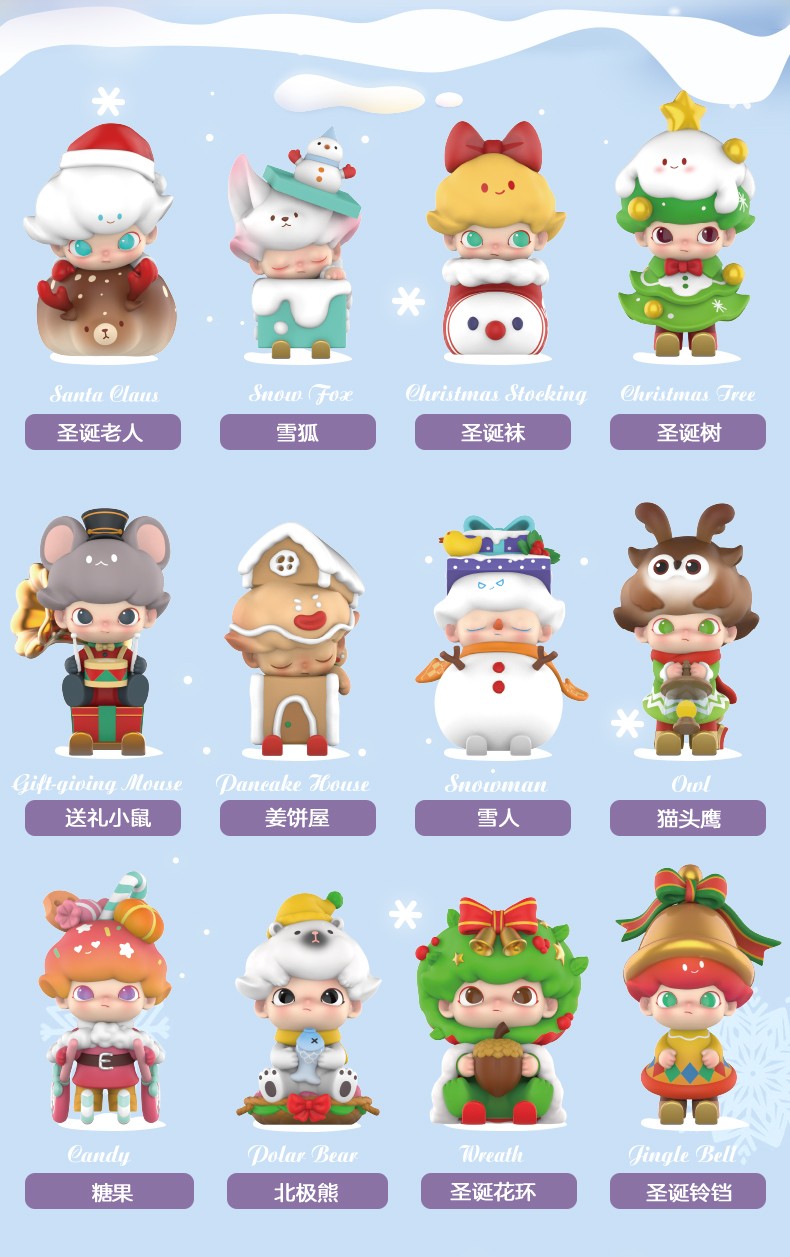 Santa Claus
Snow Fox
Christmas Stocking
Christmas Tree
圣诞老人
雪狐
圣诞袜
圣诞树
Gift-giving Mouse
Pancake House
Snowman
Owl
送礼小鼠
姜饼屋
雪人
猫头鹰
E
Candy
Polar Bear
Wreath
Jingle Bell
糖果
北极熊
圣诞花环
圣诞铃铛